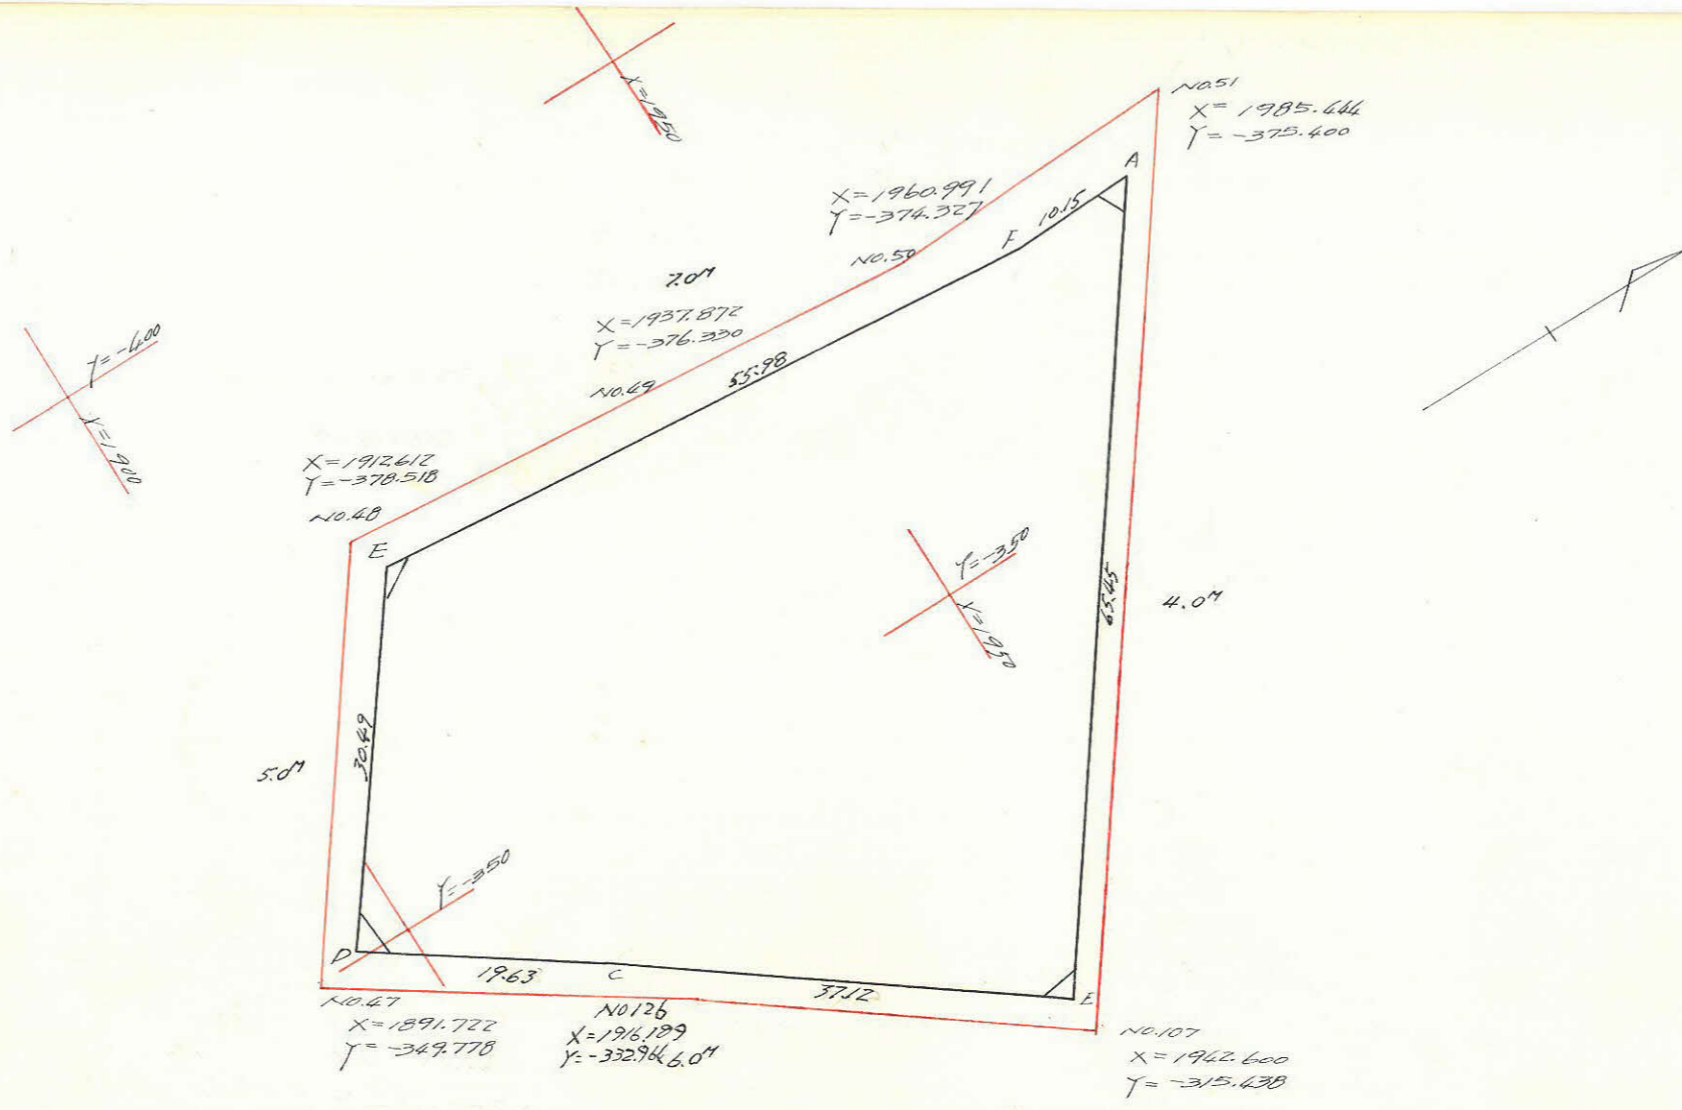 X=1950
No.51
X= 1985.444
Y= -375.400
A
X=1960.991
Y=-374.327
10.15
F
No.50
7.0M
X=1937.872
Y=-376.330
55.98
No.49
Y=-400
X=1900
X=1912.612
Y=-378.518
No.48
E
Y=-350
X=1950
65.45
4.0M
30.49
5.0M
Y=-350
D
19.63
C
37.12
E
No.47
X=1891.722
Y= -349.778
No126
X=1916.189
Y=-332.964 6.0M
No.107
X= 1942.600
Y= -315.438